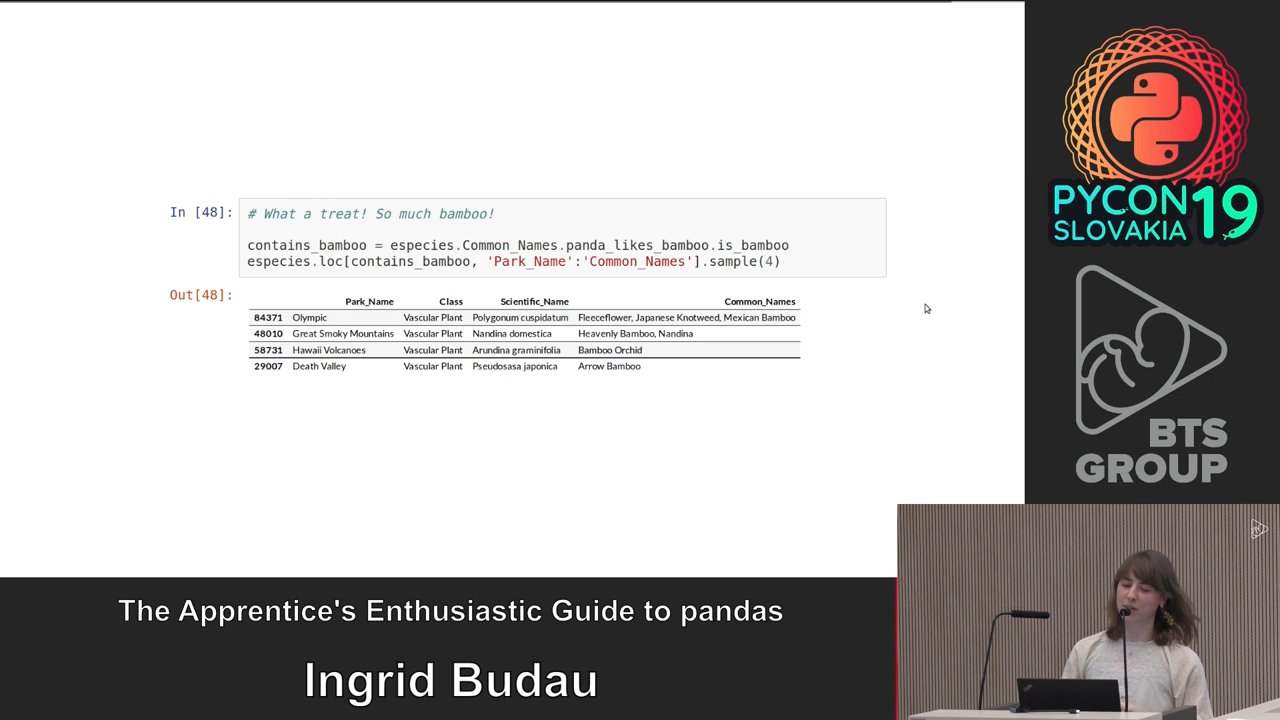 In [48]:
# What a treat! So much bamboo!
contains_bamboo = especies.Common_Names.panda_likes_bamboo.is_bamboo
especies.loc[contains_bamboo, 'Park_Name':'Common_Names'].sample(4)
Out[48]:
Park_Name Class Scientific_Name Common_Names
84371 Olympic Vascular Plant Polygonum cuspidatum Fleeceflower, Japanese Knotweed, Mexican Bamboo
48010 Great Smoky Mountains Vascular Plant Nandina domestica Heavenly Bamboo, Nandina
58731 Hawaii Volcanoes Vascular Plant Arundina graminifolia Bamboo Orchid
29007 Death Valley Vascular Plant Pseudosasa japonica Arrow Bamboo
PYCON 19
SLOVAKIA
BTS
GROUP
The Apprentice's Enthusiastic Guide to pandas
Ingrid Budau